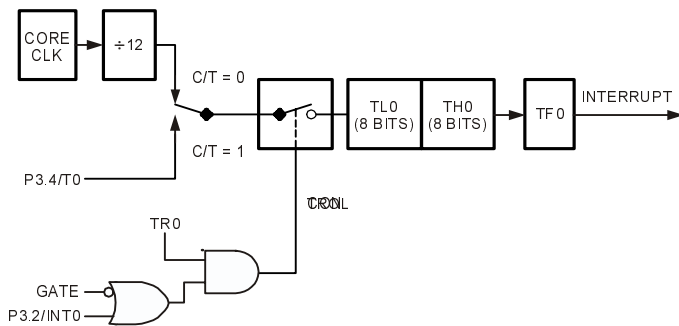 CORE
CLK
÷12
C/T = 0
C/T = 1
P3.4/T0
TL0
(8 BITS)
TH0
(8 BITS)
TF0
INTERRUPT
TR0
GATE
P3.2/INT0